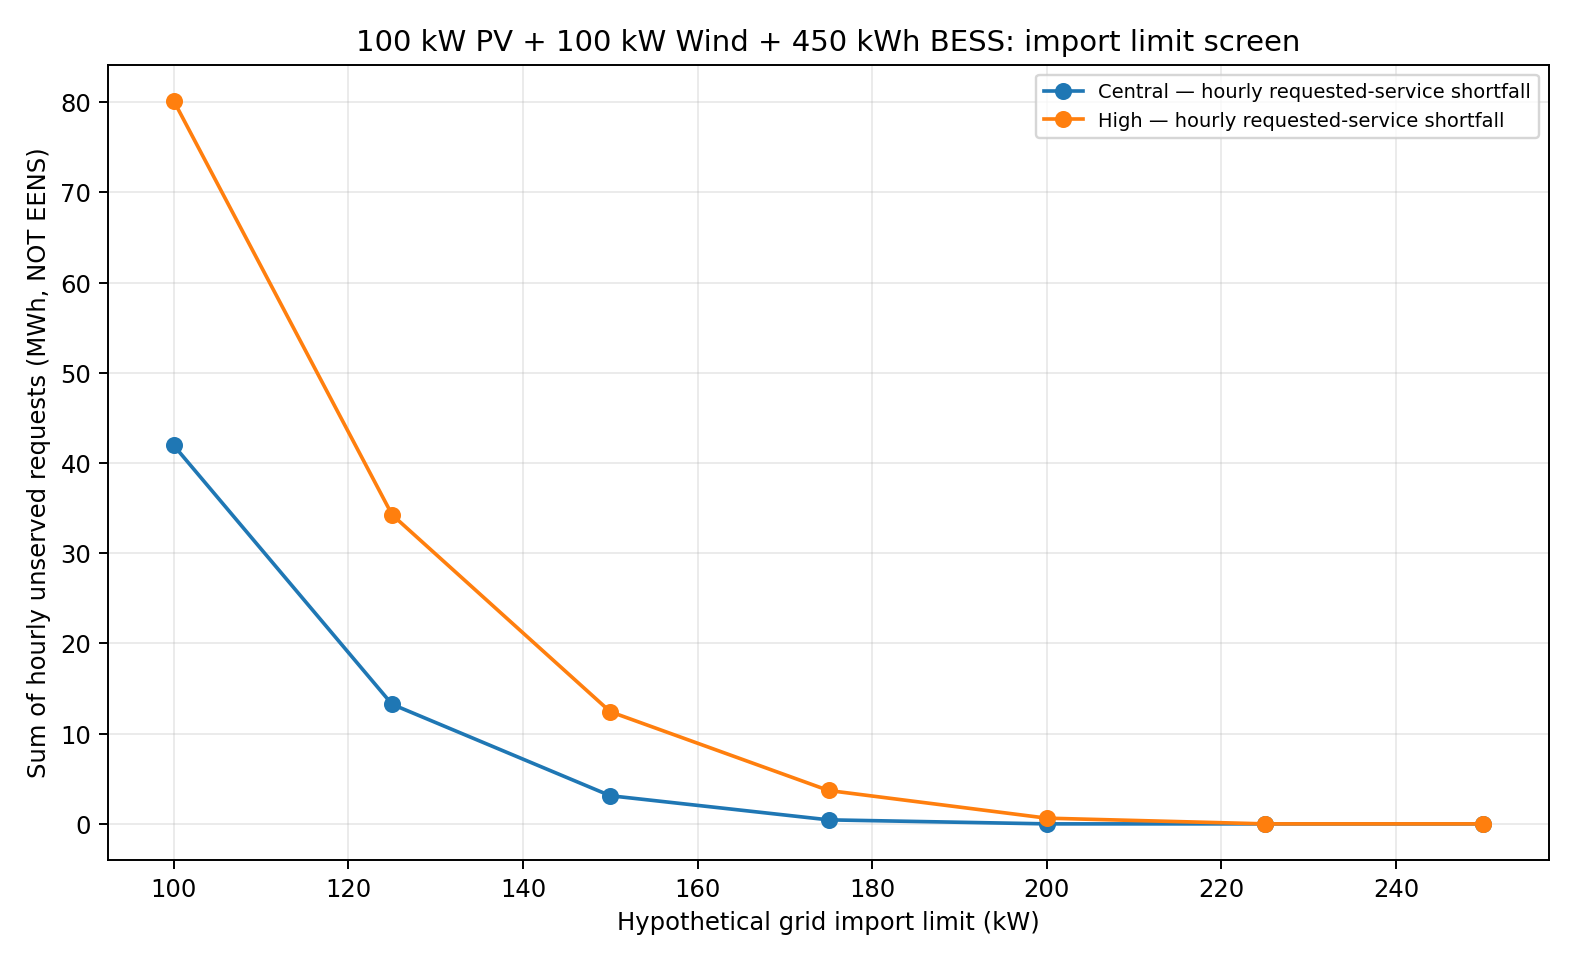 100 kW PV + 100 kW Wind + 450 kWh BESS: import limit screen
Central — hourly requested-service shortfall
High — hourly requested-service shortfall
Sum of hourly unserved requests (MWh, NOT EENS)
80
70
60
50
40
30
20
10
0
100 120 140 160 180 200 220 240
Hypothetical grid import limit (kW)